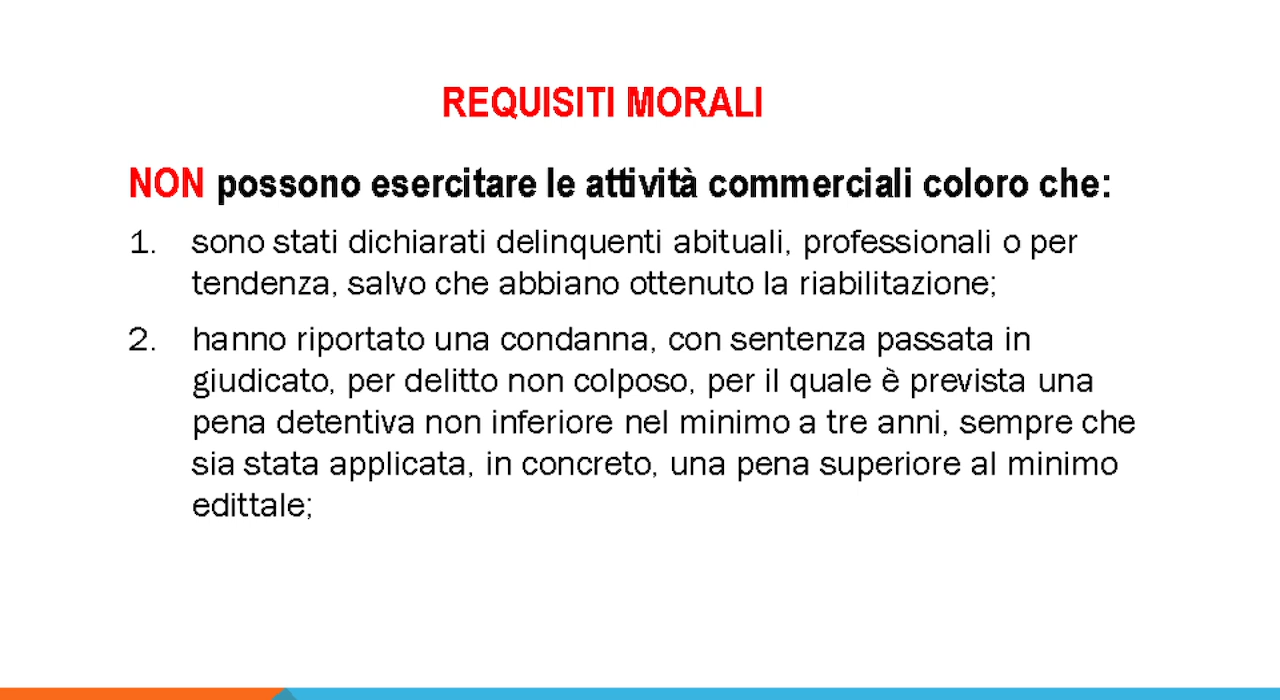 REQUISITI MORALI
NON possono esercitare le attività commerciali coloro che:
1. sono stati dichiarati delinquenti abituali, professionali o per
tendenza, salvo che abbiano ottenuto la riabilitazione;
2. hanno riportato una condanna, con sentenza passata in
giudicato, per delitto non colposo, per il quale è prevista una
pena detentiva non inferiore nel minimo a tre anni, sempre che
sia stata applicata, in concreto, una pena superiore al minimo
edittale;